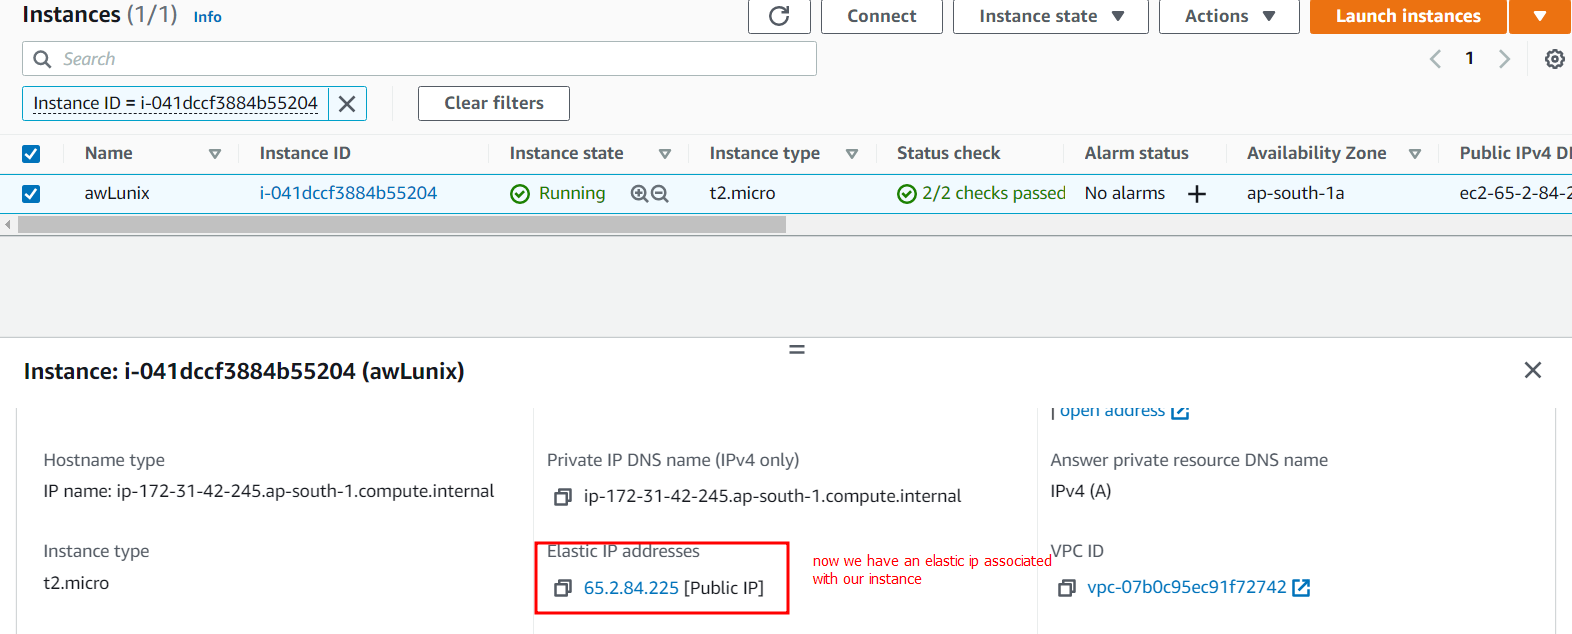 Instances (1/1) Info Connect Instance state Actions Launch instances
Search 1
Instance ID = i-041dccf3884b55204 Clear filters
Name Instance ID Instance state Instance type Status check Alarm status Availability Zone Public IPv4
awLunix i-041dccf3884b55204 Running t2.micro 2/2 checks passed No alarms ap-south-1a ec2-65-2-84-2
Instance: i-041dccf3884b55204 (awLunix)
open address
Hostname type Private IP DNS name (IPv4 only) Answer private resource DNS name
IP name: ip-172-31-42-245.ap-south-1.compute.internal ip-172-31-42-245.ap-south-1.compute.internal IPv4 (A)
Instance type Elastic IP addresses VPC ID
t2.micro 65.2.84.225 [Public IP] vpc-07b0c95ec91f72742
now we have an elastic ip associated
with our instance